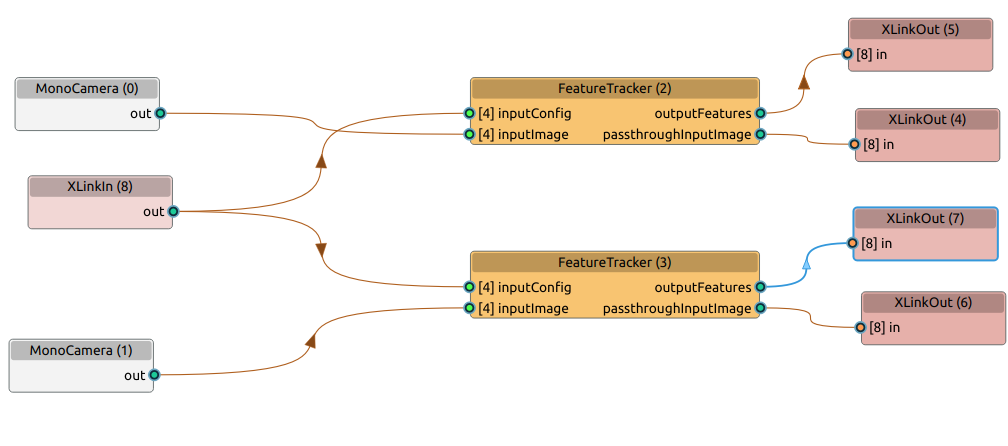 MonoCamera (0)
out
XLinkIn (8)
out
MonoCamera (1)
out
FeatureTracker (2)
[4] inputConfig outputFeatures
[4] inputImage passthroughInputImage
FeatureTracker (3)
[4] inputConfig outputFeatures
[4] inputImage passthroughInputImage
XLinkOut (5)
[8] in
XLinkOut (4)
[8] in
XLinkOut (7)
[8] in
XLinkOut (6)
[8] in